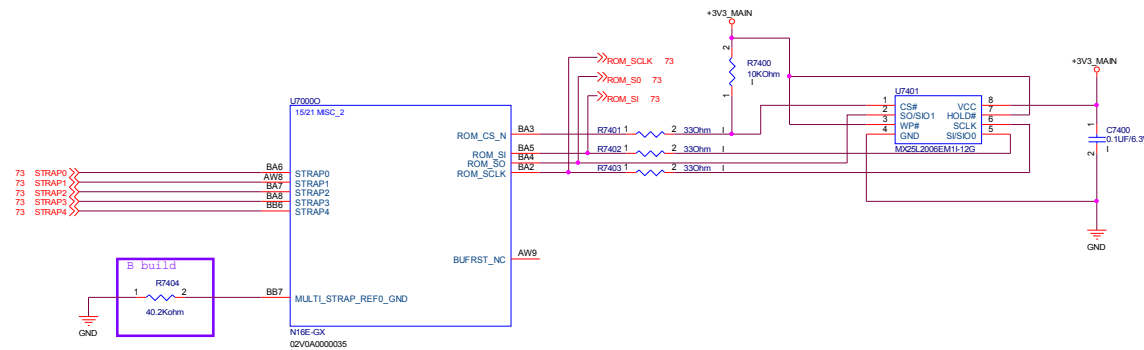 +3V3_MAIN
R7400
10KOhm
I
2
1
ROM_SCLK 73
ROM_S0 73
ROM_SI 73
+3V3_MAIN
U7401
1 CS# VCC 8
2 SO/SIO1 HOLD# 7
3 WP# SCLK 6
4 GND SI/SIO0 5
MX25L2006EM1I-12G
1
C7400
0.1UF/6.3V
2
I
GND
U7000O
15/21 MISC_2
ROM_CS_N BA3
ROM_SI BA5
ROM_SO BA4
ROM_SCLK BA2
R7401 1 2 33Ohm I
R7402 1 2 33Ohm I
R7403 1 2 33Ohm I
73 STRAP0 BA6 STRAP0
73 STRAP1 AW8 STRAP1
73 STRAP2 BA7 STRAP2
73 STRAP3 BA8 STRAP3
73 STRAP4 BB6 STRAP4
BUFRST_NC AW9
B build
R7404
1 2
40.2Kohm
GND
BB7 MULTI_STRAP_REF0_GND
N16E-GX
02V0A0000035